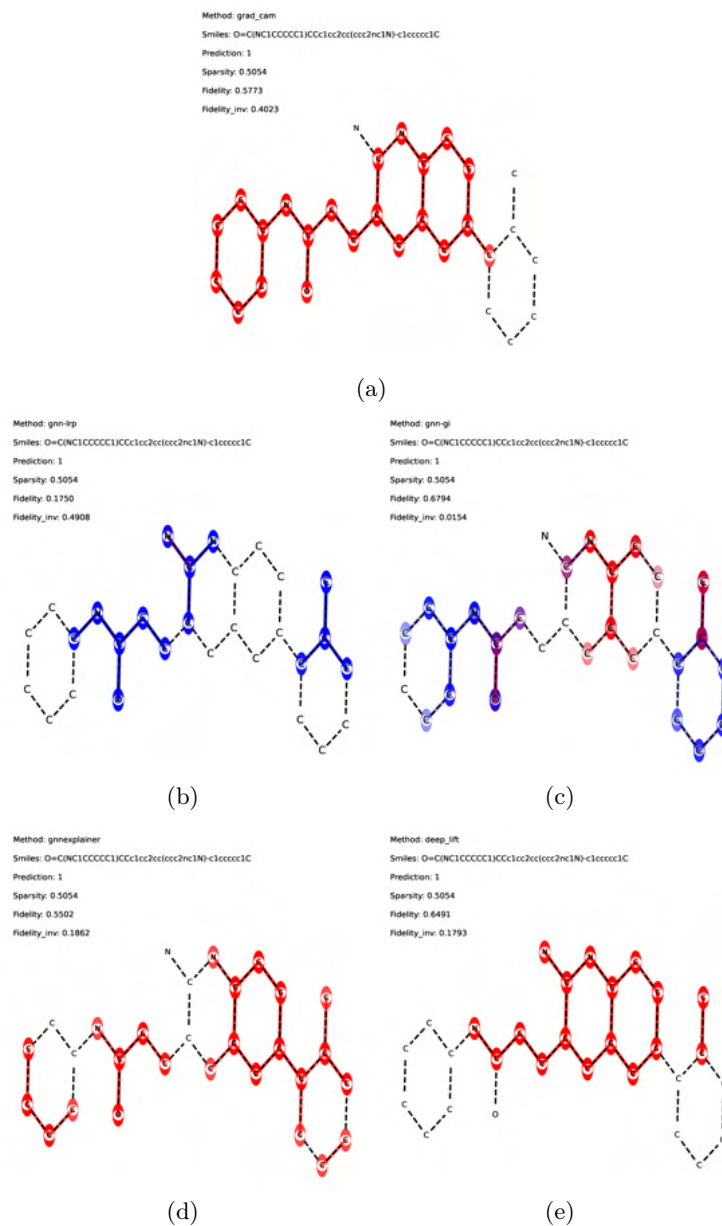 Method: grad_cam
Smiles: O=C(NC1CCCCC1)CCc1cc2cc(ccc2nc1N)-c1ccccc1C
Prediction: 1
Sparsity: 0.5054
Fidelity: 0.5773
Fidelity_inv: 0.4023
(a)
Method: gnn-lrp
Smiles: O=C(NC1CCCCC1)CCc1cc2cc(ccc2nc1N)-c1ccccc1C
Prediction: 1
Sparsity: 0.5054
Fidelity: 0.1750
Fidelity_inv: 0.4908
(b)
Method: gnn-gi
Smiles: O=C(NC1CCCCC1)CCc1cc2cc(ccc2nc1N)-c1ccccc1C
Prediction: 1
Sparsity: 0.5054
Fidelity: 0.6794
Fidelity_inv: 0.0154
(c)
Method: gnnexplainer
Smiles: O=C(NC1CCCCC1)CCc1cc2cc(ccc2nc1N)-c1ccccc1C
Prediction: 1
Sparsity: 0.5054
Fidelity: 0.5502
Fidelity_inv: 0.1862
(d)
Method: deep_lift
Smiles: O=C(NC1CCCCC1)CCc1cc2cc(ccc2nc1N)-c1ccccc1C
Prediction: 1
Sparsity: 0.5054
Fidelity: 0.6491
Fidelity_inv: 0.1793
(e)